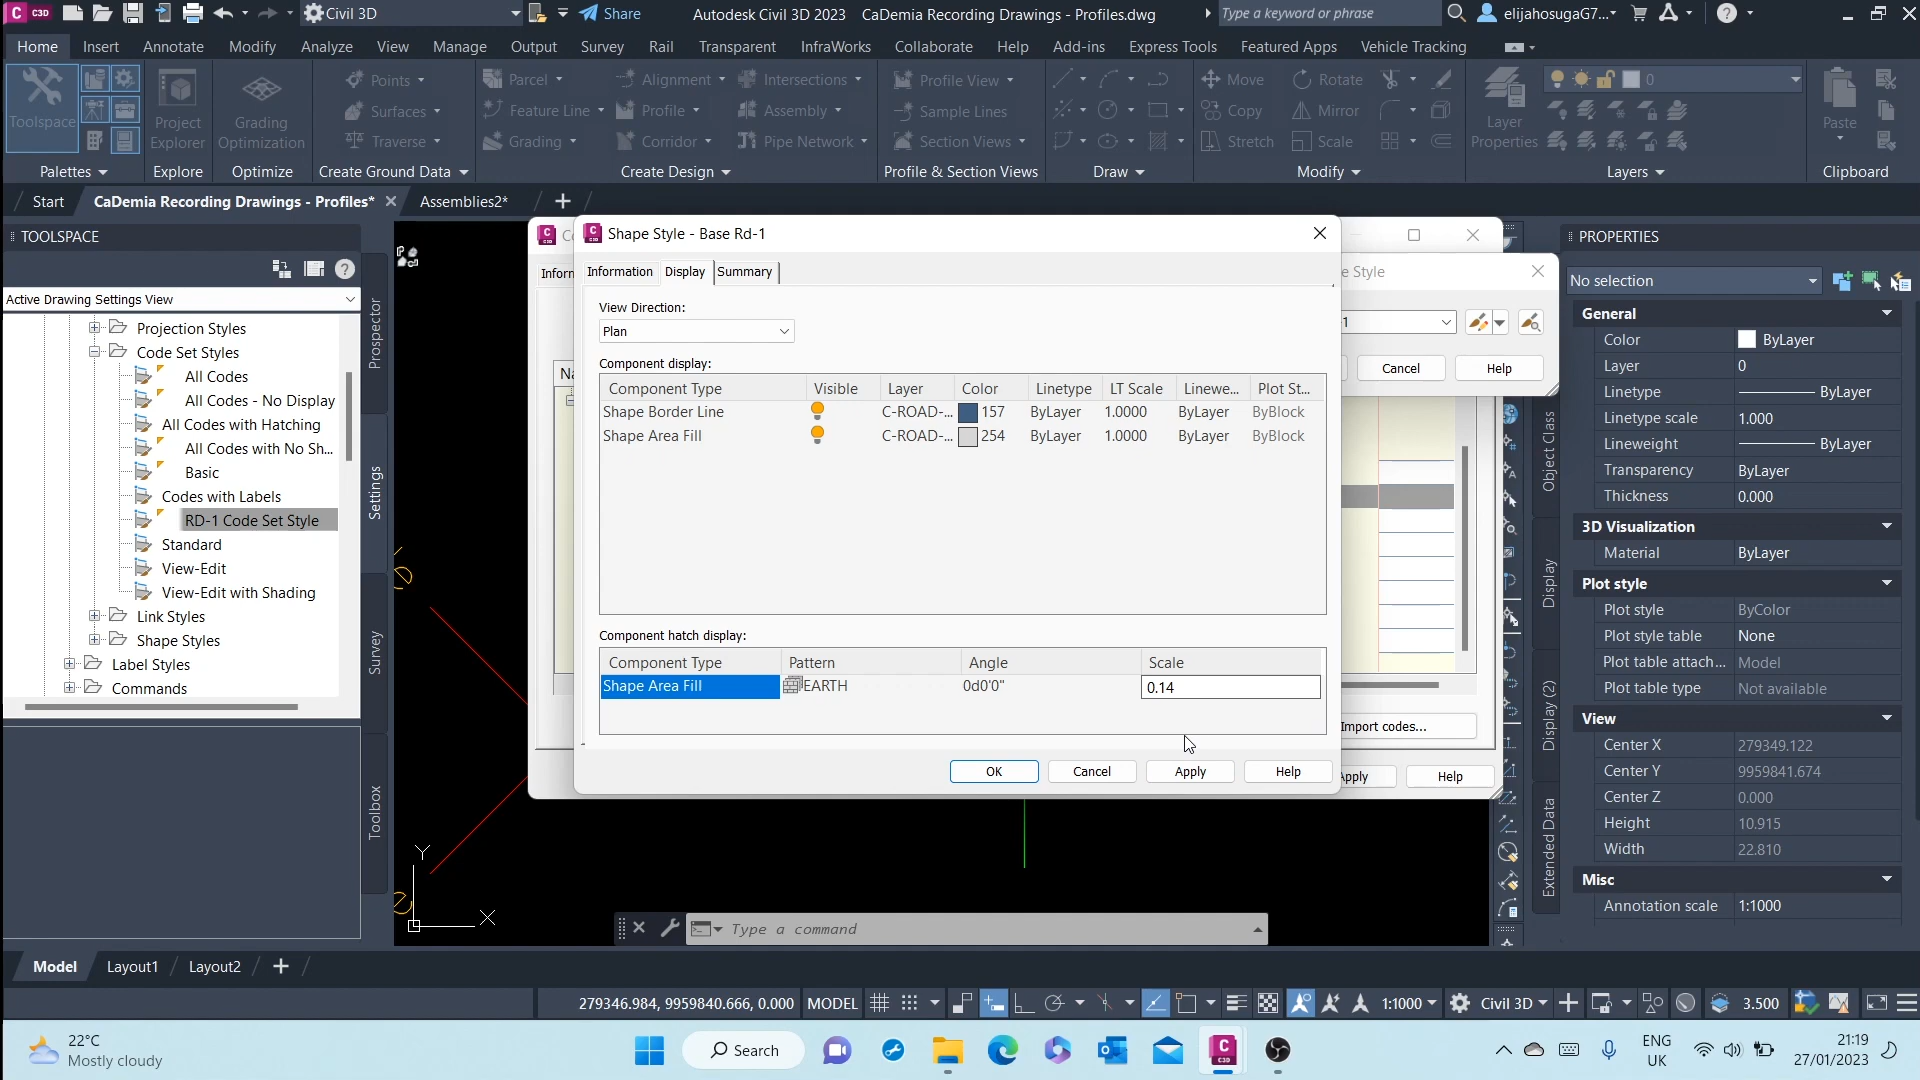 C3D Civil 3D Share Autodesk Civil 3D 2023 CaDemia Recording Drawings - Profiles.dwg Type a keyword or phrase elijahosugaG7...
Home Insert Annotate Modify Analyze View Manage Output Survey Rail Transparent InfraWorks Collaborate Help Add-ins Express Tools Featured Apps Vehicle Tracking
Points Parcel Alignment Intersections Profile View Move Rotate 0
Toolspace Project Explorer Grading Optimization Surfaces Feature Line Profile Assembly Sample Lines Copy Mirror Layer Properties Paste
Traverse Grading Corridor Pipe Network Section Views Stretch Scale
Palettes Explore Optimize Create Ground Data Create Design Profile & Section Views Draw Modify Layers Clipboard
Start CaDemia Recording Drawings - Profiles* Assemblies2*
TOOLSPACE
Active Drawing Settings View
Projection Styles
Code Set Styles
All Codes
All Codes - No Display
All Codes with Hatching
All Codes with No Sh...
Basic
Codes with Labels
RD-1 Code Set Style
Standard
View-Edit
View-Edit with Shading
Link Styles
Shape Styles
Label Styles
Commands
Prospector
Settings
Survey
Toolbox
Inforn
Na
Shape Style - Base Rd-1
Information Display Summary
View Direction:
Plan
Component display:
Component Type Visible Layer Color Linetype LT Scale Linewe... Plot St...
Shape Border Line C-ROAD-... 157 ByLayer 1.0000 ByLayer ByBlock
Shape Area Fill C-ROAD-... 254 ByLayer 1.0000 ByLayer ByBlock
Component hatch display:
Component Type Pattern Angle Scale
Shape Area Fill EARTH 0d0'0" 0.14
OK Cancel Apply Help
e Style
1
Cancel Help
Import codes...
pply Help
Y
X
Type a command
Object Class
Display
Display (2)
Extended Data
PROPERTIES
No selection
General
Color ByLayer
Layer 0
Linetype ByLayer
Linetype scale 1.000
Lineweight ByLayer
Transparency ByLayer
Thickness 0.000
3D Visualization
Material ByLayer
Plot style
Plot style ByColor
Plot style table None
Plot table attach... Model
Plot table type Not available
View
Center X 279349.122
Center Y 9959841.674
Center Z 0.000
Height 10.915
Width 22.810
Misc
Annotation scale 1:1000
Model Layout1 Layout2
279346.984, 9959840.666, 0.000 MODEL 1:1000 Civil 3D 3.500
22°C
Mostly cloudy
Search
ENG
UK
21:19
27/01/2023